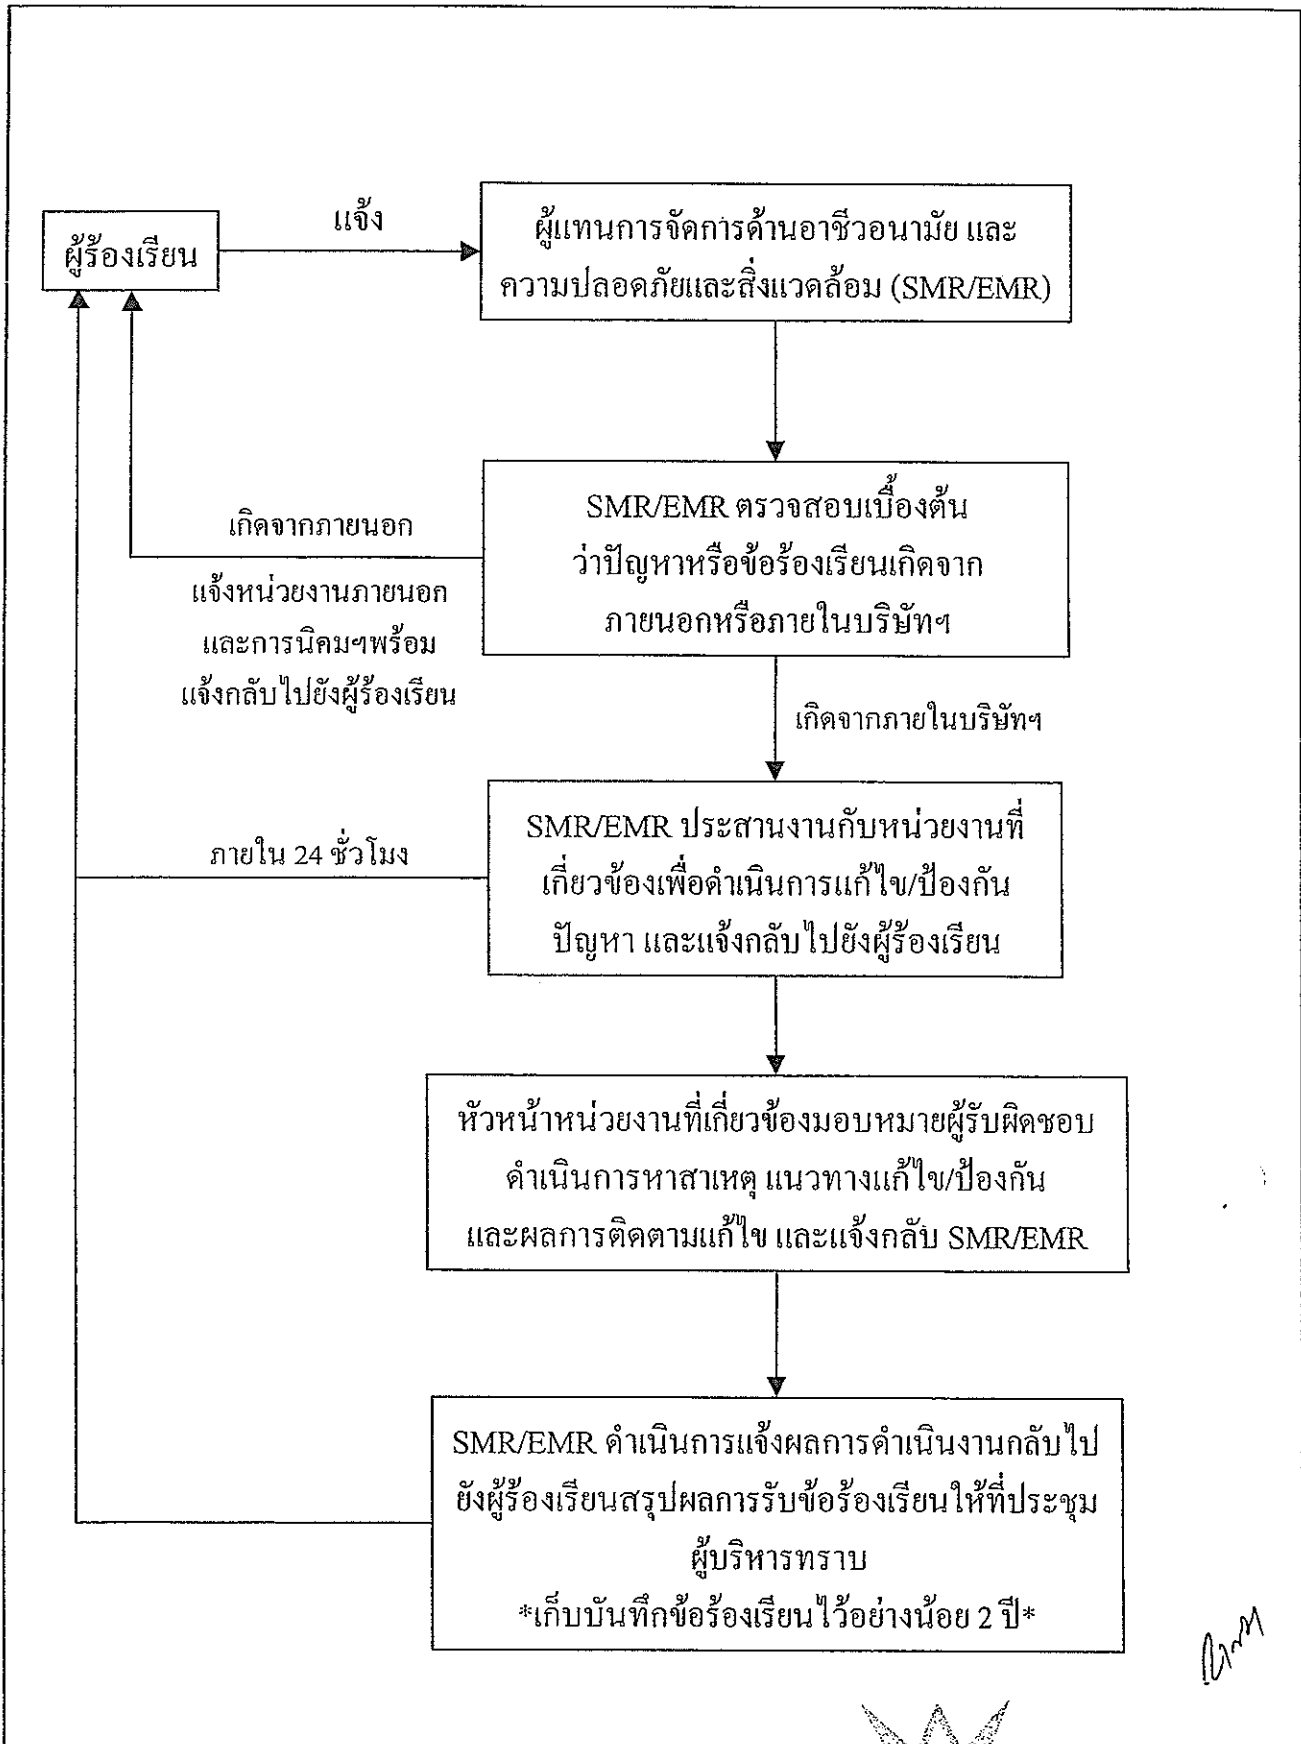 ผู้ร้องเรียน
แจ้ง
ผู้แทนการจัดการด้านอาชีวอนามัย และ
ความปลอดภัยและสิ่งแวดล้อม (SMR/EMR)
SMR/EMR ตรวจสอบเบื้องต้น
ว่าปัญหาหรือข้อร้องเรียนเกิดจาก
ภายนอกหรือภายในบริษัทฯ
เกิดจากภายนอก
แจ้งหน่วยงานภายนอก
และการนิคมฯพร้อม
แจ้งกลับไปยังผู้ร้องเรียน
เกิดจากภายในบริษัทฯ
SMR/EMR ประสานงานกับหน่วยงานที่
เกี่ยวข้องเพื่อดำเนินการแก้ไข/ป้องกัน
ปัญหา และแจ้งกลับไปยังผู้ร้องเรียน
ภายใน 24 ชั่วโมง
หัวหน้าหน่วยงานที่เกี่ยวข้องมอบหมายผู้รับผิดชอบ
ดำเนินการหาสาเหตุ แนวทางแก้ไข/ป้องกัน
และผลการติดตามแก้ไข และแจ้งกลับ SMR/EMR
SMR/EMR ดำเนินการแจ้งผลการดำเนินงานกลับไป
ยังผู้ร้องเรียนสรุปผลการรับข้อร้องเรียนให้ที่ประชุม
ผู้บริหารทราบ
*เก็บบันทึกข้อร้องเรียนไว้อย่างน้อย 2 ปี*